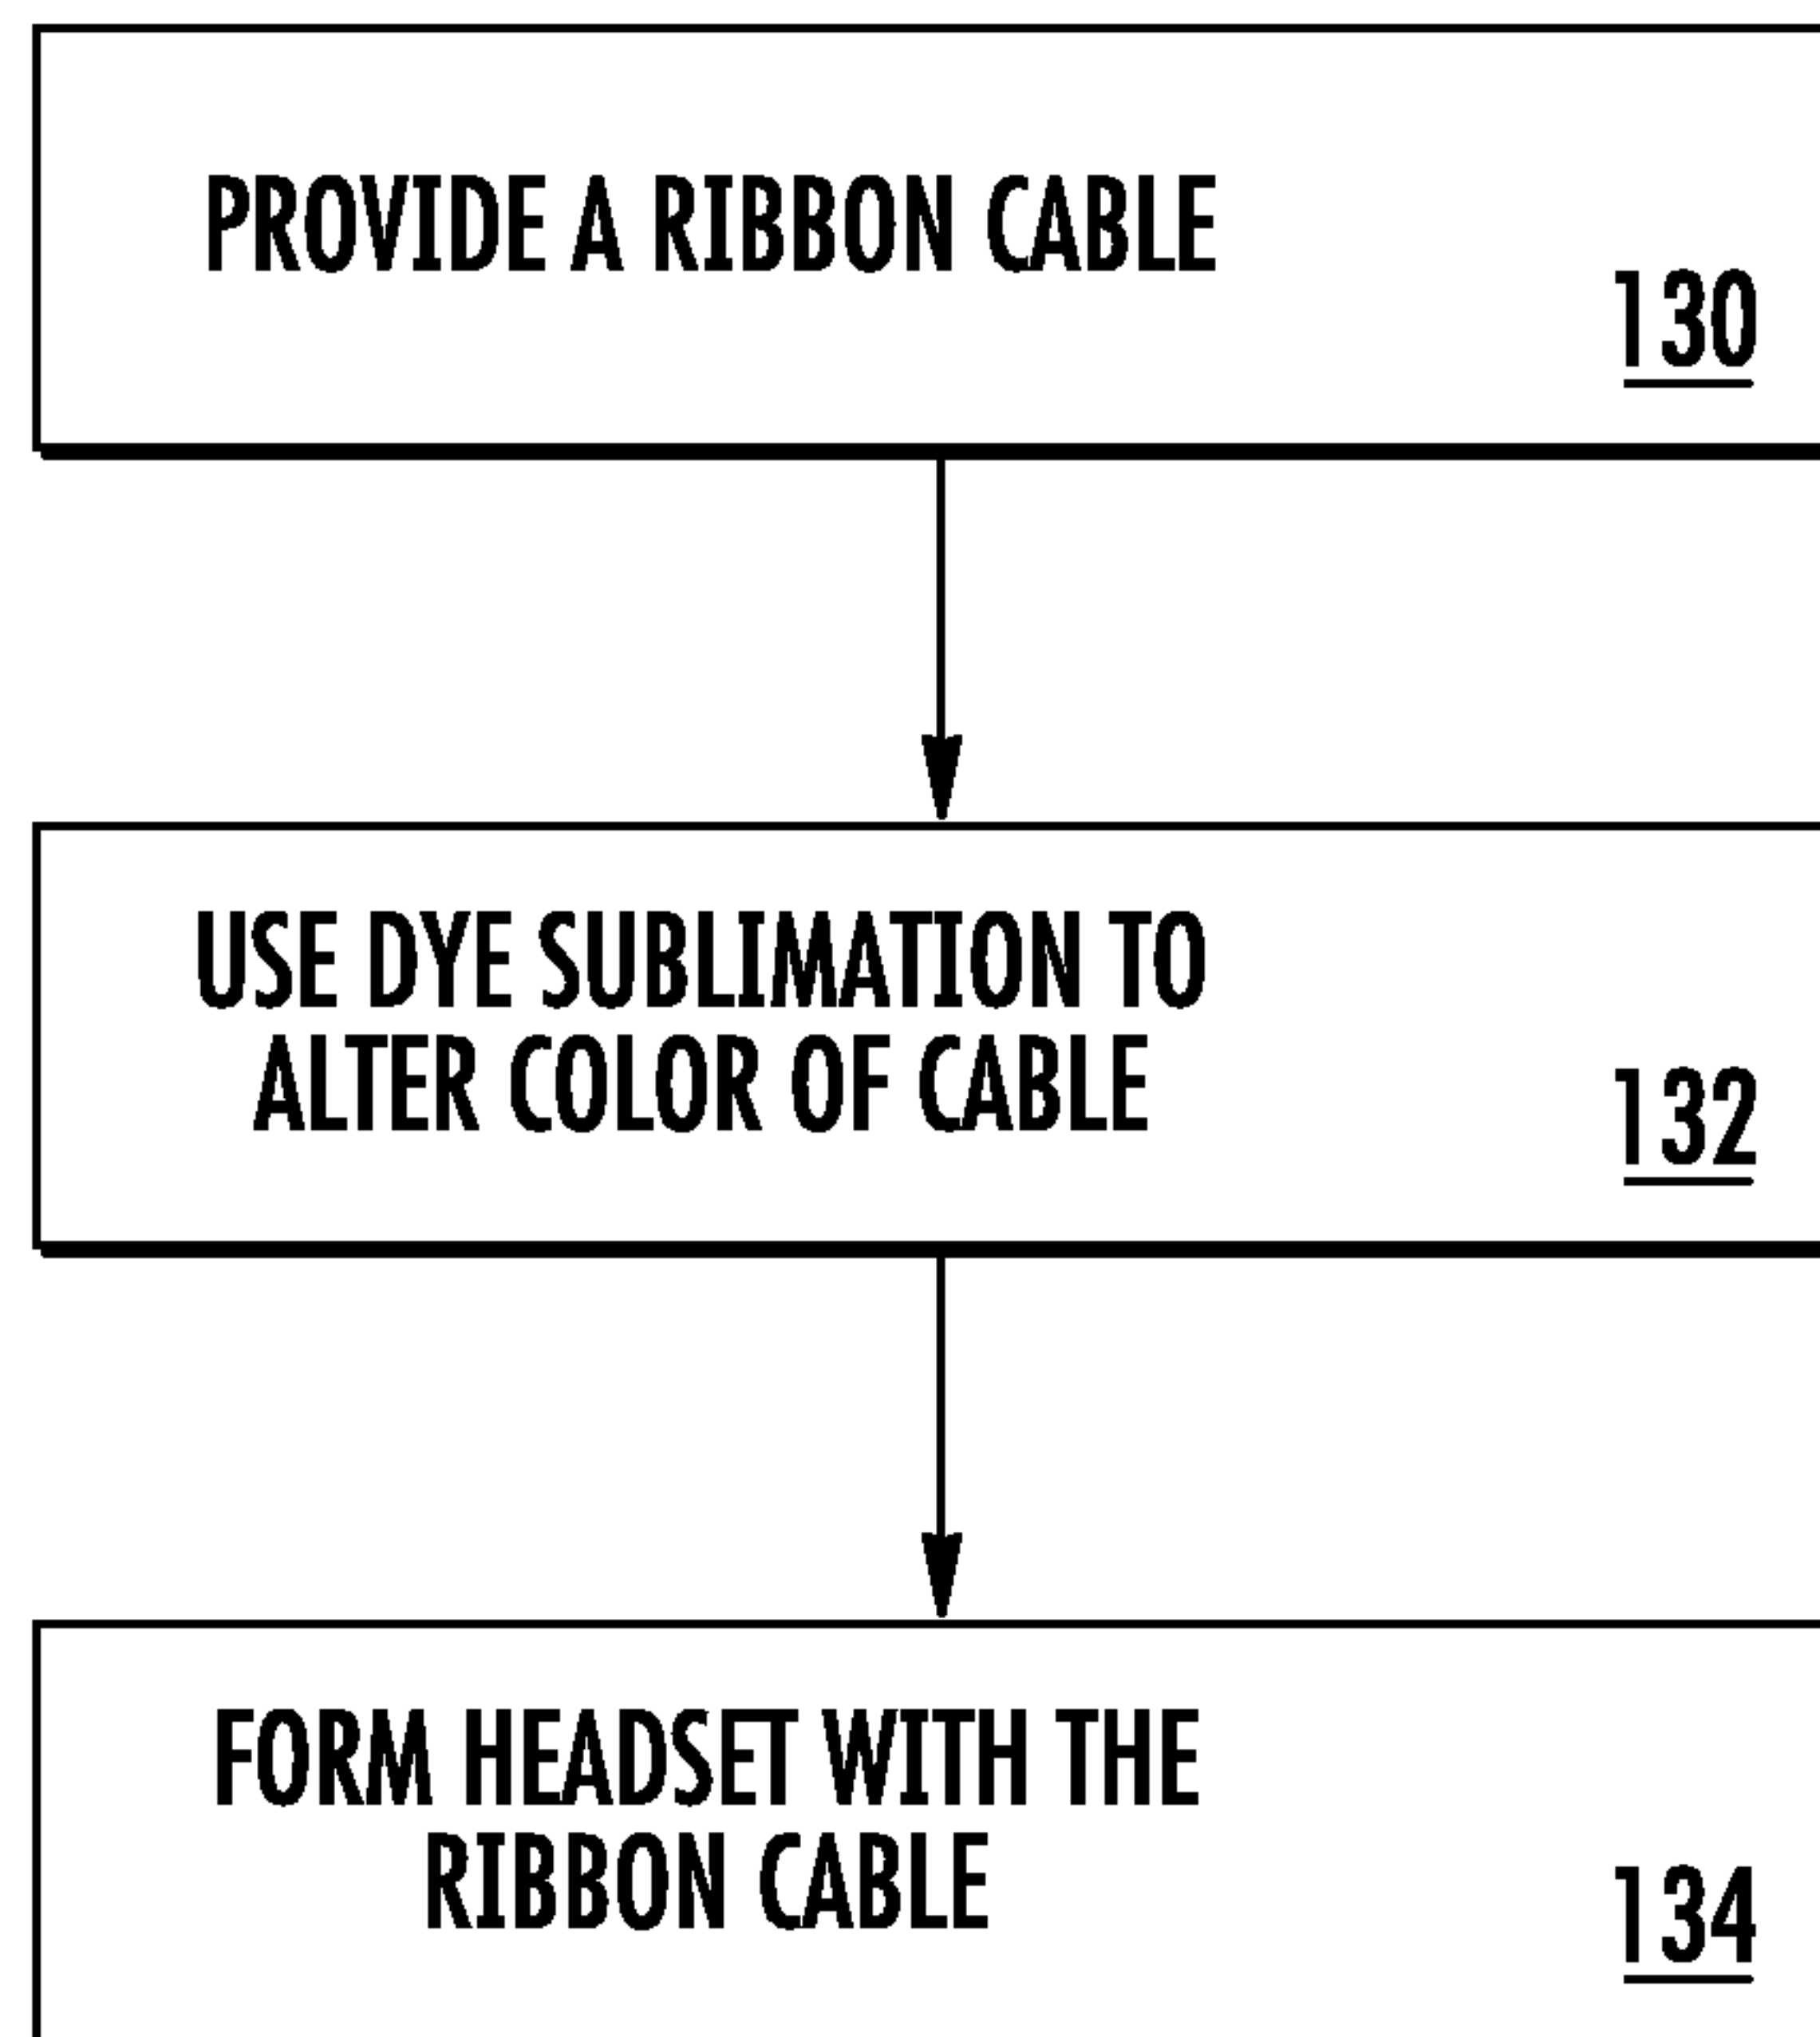 PROVIDE A RIBBON CABLE
130
USE DYE SUBLIMATION TO
ALTER COLOR OF CABLE
132
FORM HEADSET WITH THE
RIBBON CABLE
134